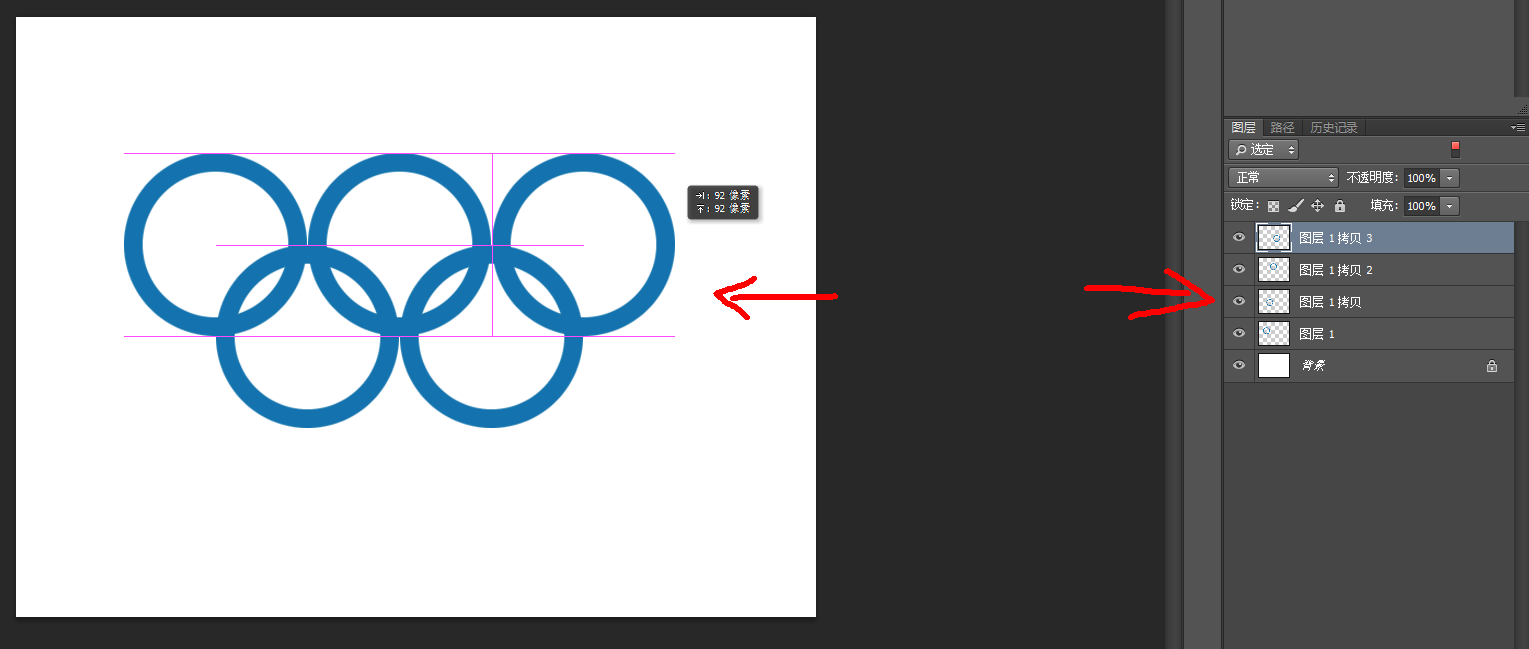 →|: 92 像素
⊼: 92 像素
图层 路径 历史记录
选定
正常 不透明度: 100%
锁定: 填充: 100%
图层 1 拷贝 3
图层 1 拷贝 2
图层 1 拷贝
图层 1
背景